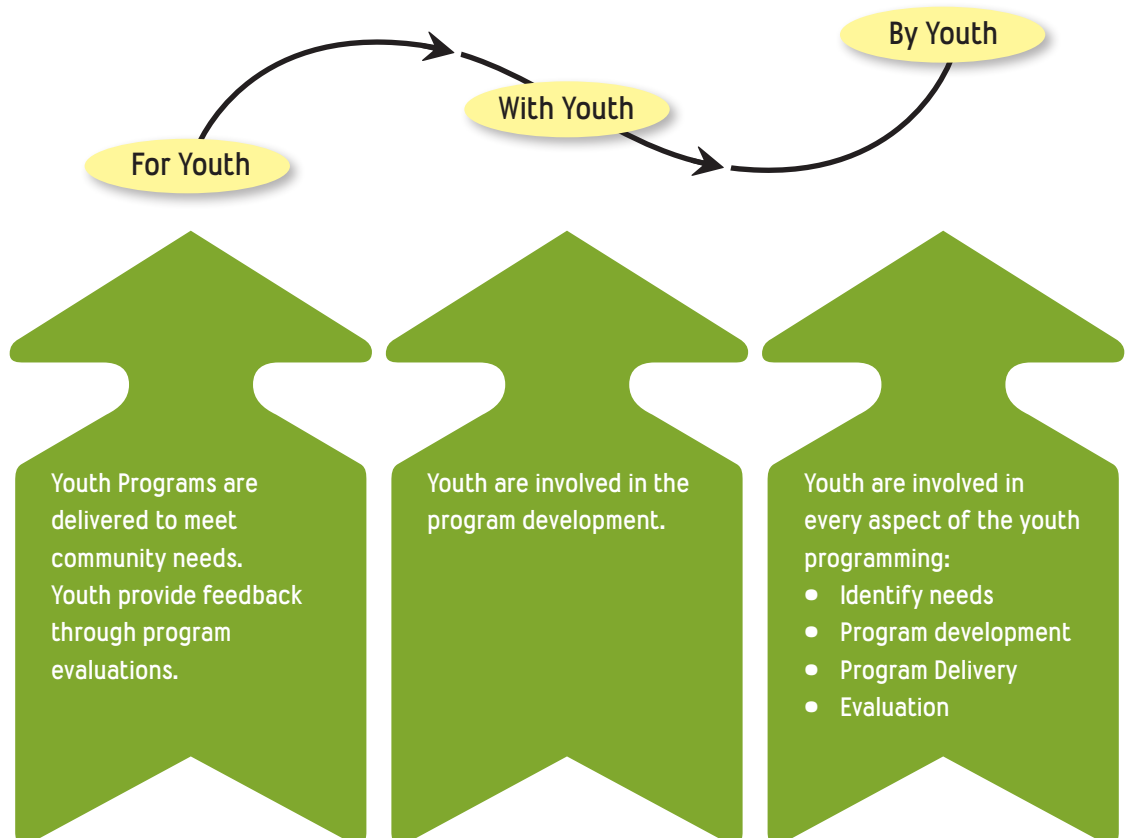 For Youth
With Youth
By Youth
Youth Programs are
delivered to meet
community needs.
Youth provide feedback
through program
evaluations.
Youth are involved in the
program development.
Youth are involved in
every aspect of the youth
programming:
• Identify needs
• Program development
• Program Delivery
• Evaluation